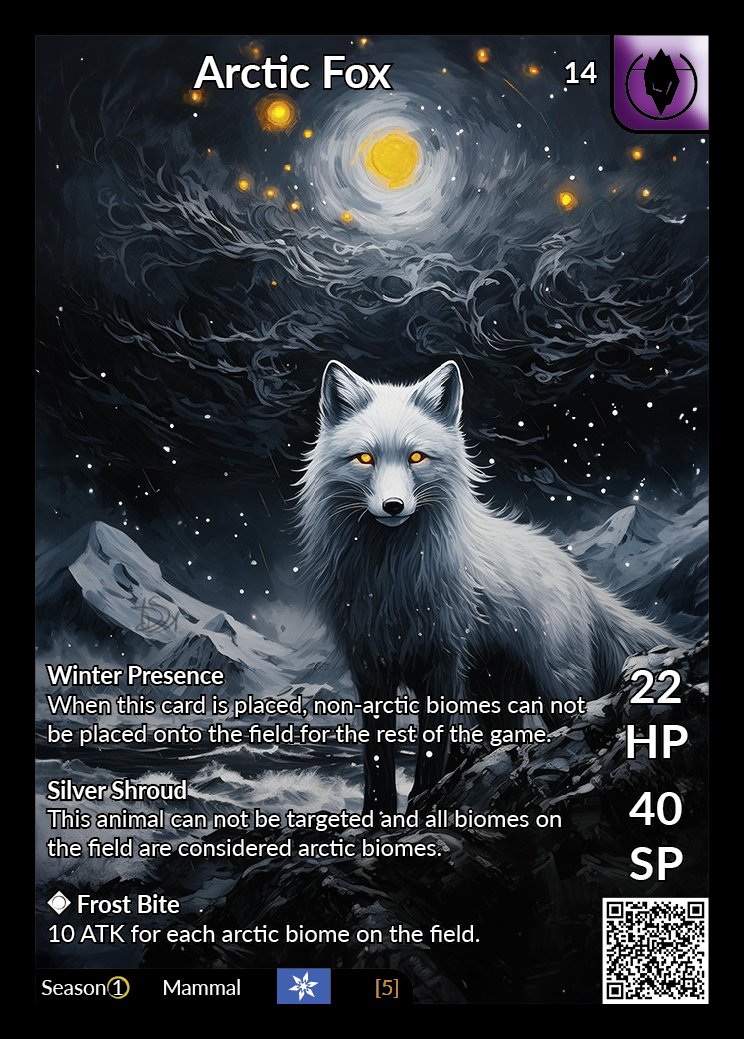 Arctic Fox
14
Winter Presence
When this card is placed, non-arctic biomes can not
be placed onto the field for the rest of the game.
22
HP
Silver Shroud
This animal can not be targeted and all biomes on
the field are considered arctic biomes.
40
SP
Frost Bite
10 ATK for each arctic biome on the field.
Season 1
Mammal
[5]